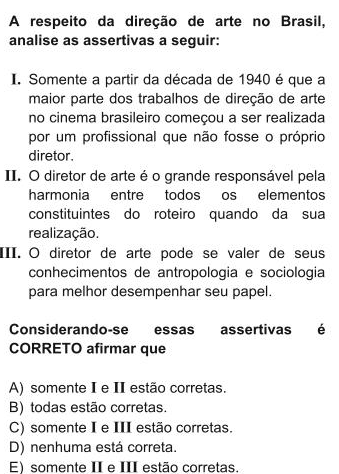 A respeito da direção de arte no Brasil,
analise as assertivas a seguir:
I. Somente a partir da década de 1940 é que a
maior parte dos trabalhos de direção de arte
no cinema brasileiro começou a ser realizada
por um profissional que não fosse o próprio
diretor.
II. O diretor de arte é o grande responsável pela
harmonia entre todos os elementos
constituintes do roteiro quando da sua
realização.
III. O diretor de arte pode se valer de seus
conhecimentos de antropologia e sociologia
para melhor desempenhar seu papel.
Considerando-se essas assertivas é
CORRETO afirmar que
A) somente I e II estão corretas.
B) todas estão corretas.
C) somente I e III estão corretas.
D) nenhuma está correta.
E) somente II e III estão corretas.